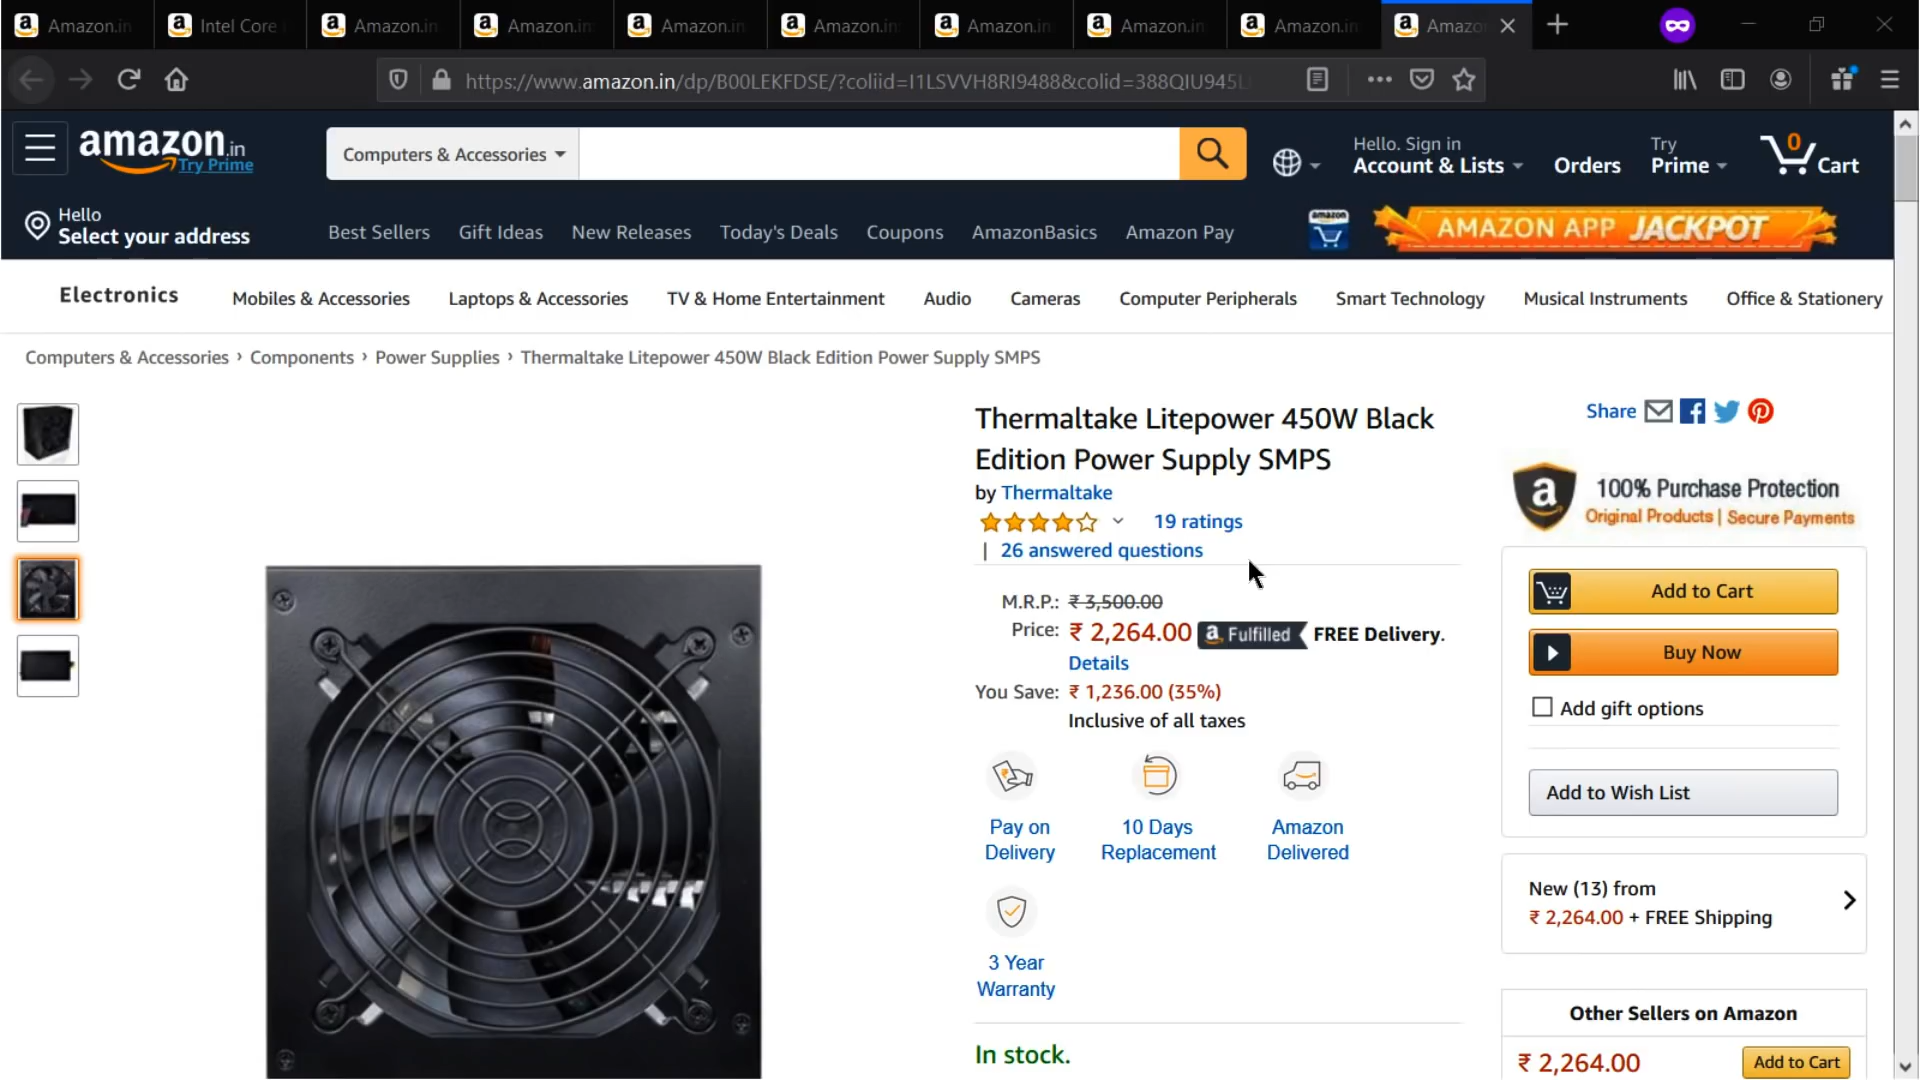 Amazon.in
Intel Core
Amazon.in
Amazon.in
Amazon.in
Amazon.in
Amazon.in
Amazon.in
Amazon.in
Amazo
https://www.amazon.in/dp/B00LEKFDSE/?coliid=I1LSVVH8RI9488&colid=388QIU945L
amazon.in
Try Prime
Computers & Accessories
Hello. Sign in
Account & Lists
Orders
Try
Prime
0
Cart
Hello
Select your address
Best Sellers
Gift Ideas
New Releases
Today's Deals
Coupons
AmazonBasics
Amazon Pay
amazon
AMAZON APP JACKPOT
Electronics
Mobiles & Accessories
Laptops & Accessories
TV & Home Entertainment
Audio
Cameras
Computer Peripherals
Smart Technology
Musical Instruments
Office & Stationery
Computers & Accessories › Components › Power Supplies › Thermaltake Litepower 450W Black Edition Power Supply SMPS
Thermaltake Litepower 450W Black
Edition Power Supply SMPS
by Thermaltake
19 ratings
| 26 answered questions
M.R.P.: ₹ 3,500.00
Price: ₹ 2,264.00 a Fulfilled FREE Delivery.
Details
You Save: ₹ 1,236.00 (35%)
Inclusive of all taxes
Pay on
Delivery
10 Days
Replacement
Amazon
Delivered
3 Year
Warranty
In stock.
Share
a
100% Purchase Protection
Original Products | Secure Payments
Add to Cart
Buy Now
Add gift options
Add to Wish List
New (13) from
₹ 2,264.00 + FREE Shipping
Other Sellers on Amazon
₹ 2,264.00
Add to Cart